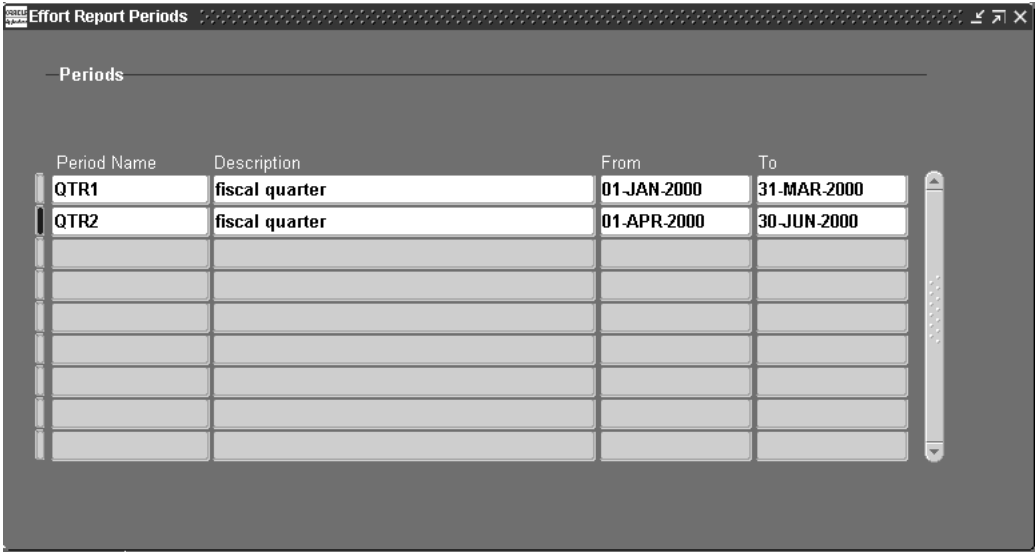 Effort Report Periods
Periods
Period Name Description From To
QTR1 fiscal quarter 01-JAN-2000 31-MAR-2000
QTR2 fiscal quarter 01-APR-2000 30-JUN-2000